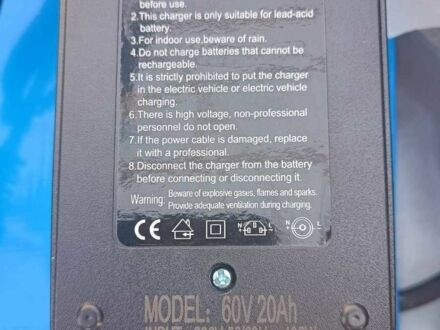 before use.
2.This charger is only suitable for lead-acid
battery.
3.For indoor use,beware of rain.
4.Do not charge batteries that cannot be
rechargeable.
5.It is strictly prohibited to put the charger
in the electric vehicle or electric vehicle
charging.
6.There is high voltage, non-professional
personnel do not open.
7.If the power cable is damaged, replace
it with a professional.
8.Disconnect the charger from the battery
before connecting or disconnecting it.
Warning: Beware of explosive gases, flames and sparks.
Provide adequate ventilation during charging.
CE N L N L
MODEL: 60V 20Ah